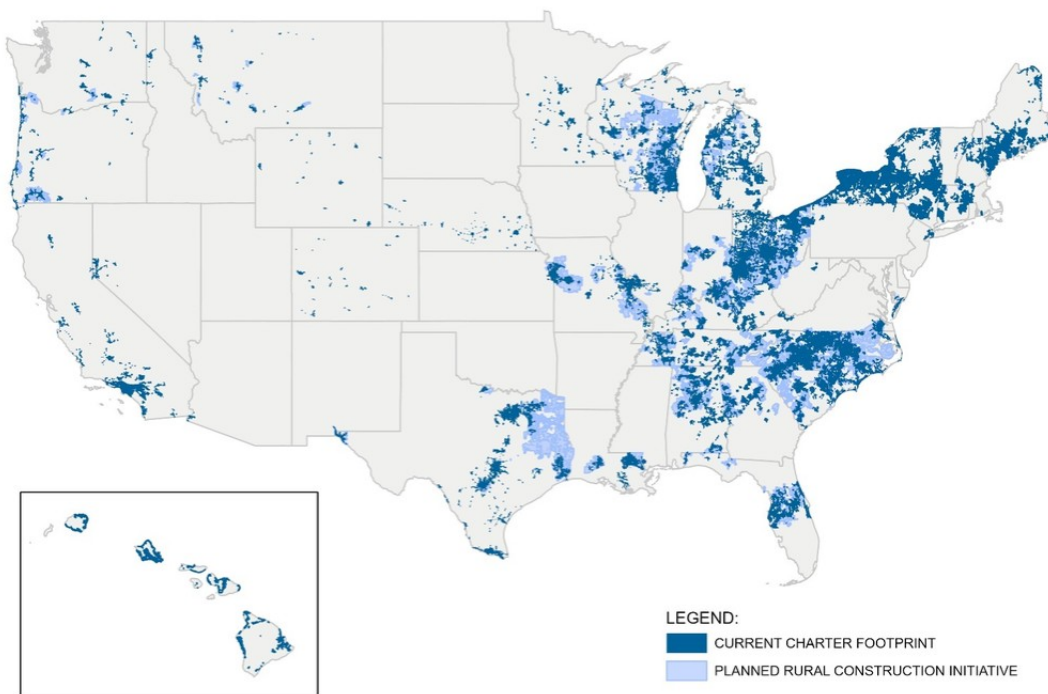 LEGEND:
CURRENT CHARTER FOOTPRINT
PLANNED RURAL CONSTRUCTION INITIATIVE